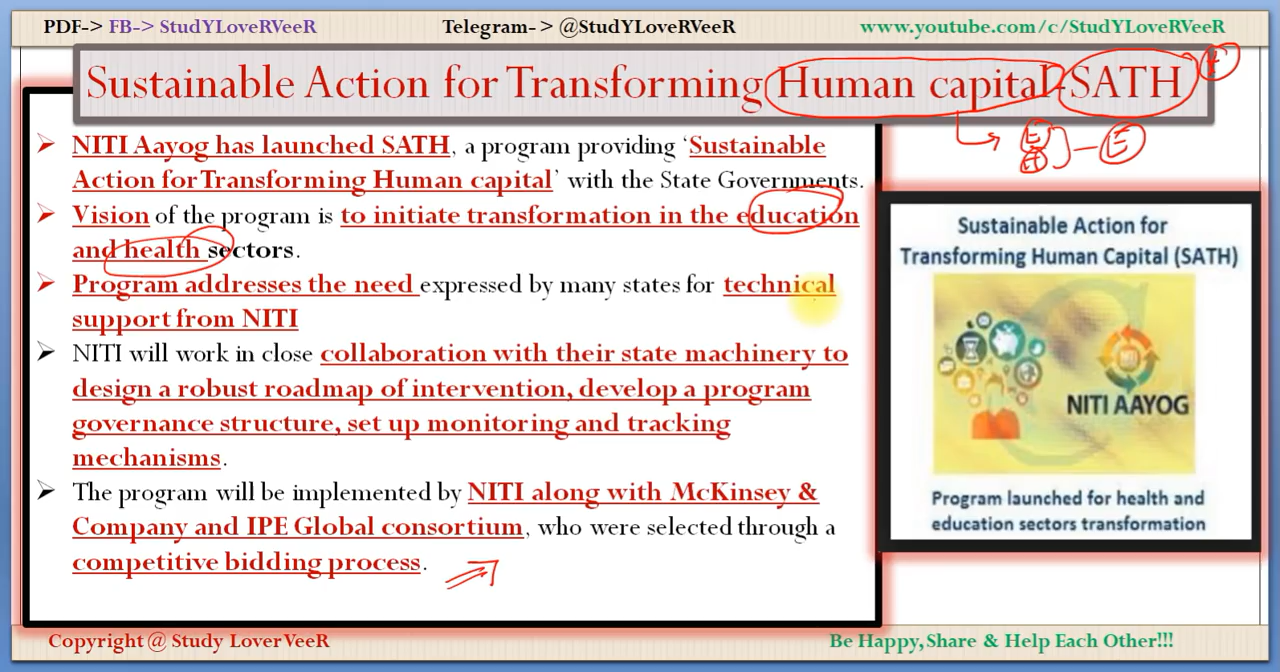 PDF-> FB-> StudYLoveRVeeR
Telegram- > @StudYLoveRVeeR
www.youtube.com/c/StudYLoveRVeeR
Sustainable Action for Transforming Human capital-SATH
NITI Aayog has launched SATH, a program providing ‘Sustainable
Action for Transforming Human capital’ with the State Governments.
Vision of the program is to initiate transformation in the education
and health sectors.
Program addresses the need expressed by many states for technical
support from NITI
NITI will work in close collaboration with their state machinery to
design a robust roadmap of intervention, develop a program
governance structure, set up monitoring and tracking
mechanisms.
The program will be implemented by NITI along with McKinsey &
Company and IPE Global consortium, who were selected through a
competitive bidding process.
E
H
E
Sustainable Action for
Transforming Human Capital (SATH)
NITI AAYOG
Program launched for health and
education sectors transformation
Copyright @ Study LoverVeeR
Be Happy,Share & Help Each Other!!!